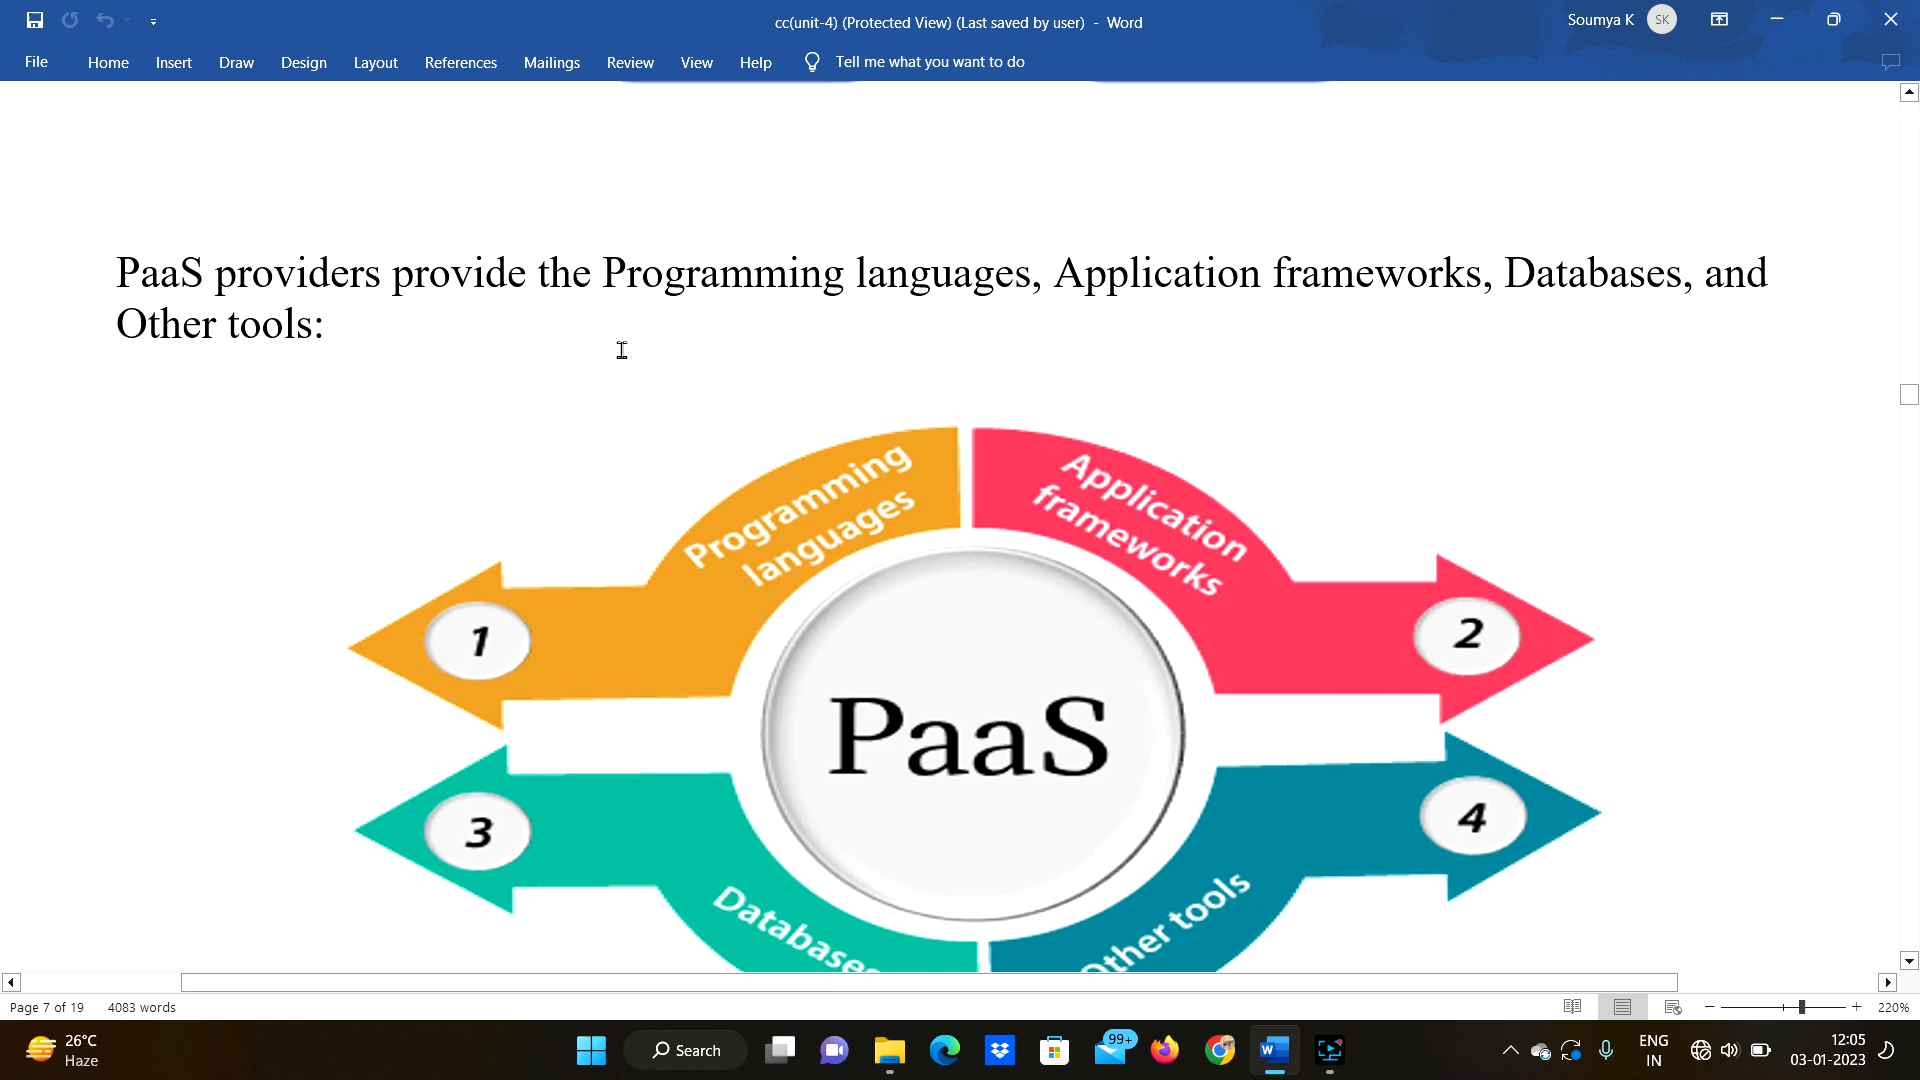 cc(unit-4) (Protected View) (Last saved by user) - Word
Soumya K SK
File Home Insert Draw Design Layout References Mailings Review View Help Tell me what you want to do
PaaS providers provide the Programming languages, Application frameworks, Databases, and
Other tools:
Programming
languages
Application
frameworks
1
2
PaaS
3
4
Databases
Other tools
Page 7 of 19 4083 words
220%
26°C
Haze
Search
99+
ENG
IN
12:05
03-01-2023